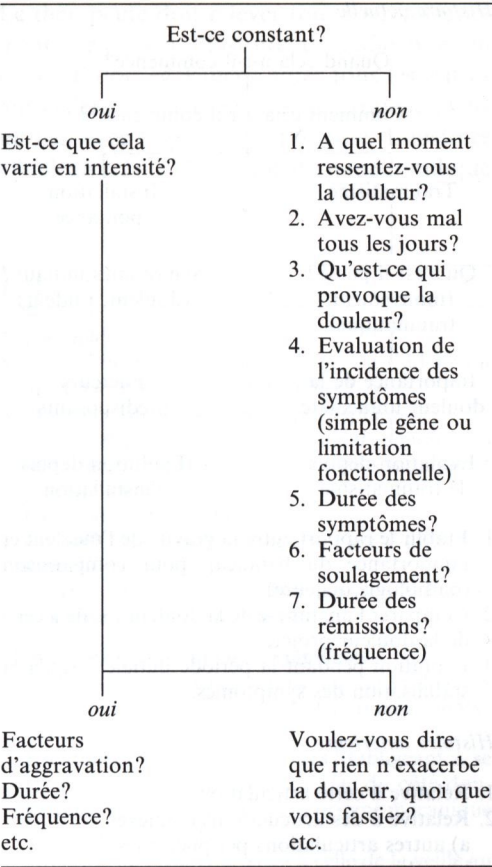 Est-ce constant?
oui
non
Est-ce que cela
varie en intensité?
1. A quel moment
ressentez-vous
la douleur?
2. Avez-vous mal
tous les jours?
3. Qu'est-ce qui
provoque la
douleur?
4. Evaluation de
l'incidence des
symptômes
(simple gêne ou
limitation
fonctionnelle)
5. Durée des
symptômes?
6. Facteurs de
soulagement?
7. Durée des
rémissions?
(fréquence)
oui
non
Facteurs
d'aggravation?
Durée?
Fréquence?
etc.
Voulez-vous dire
que rien n'excerbe
la douleur, quoi que
vous fassiez?
etc.